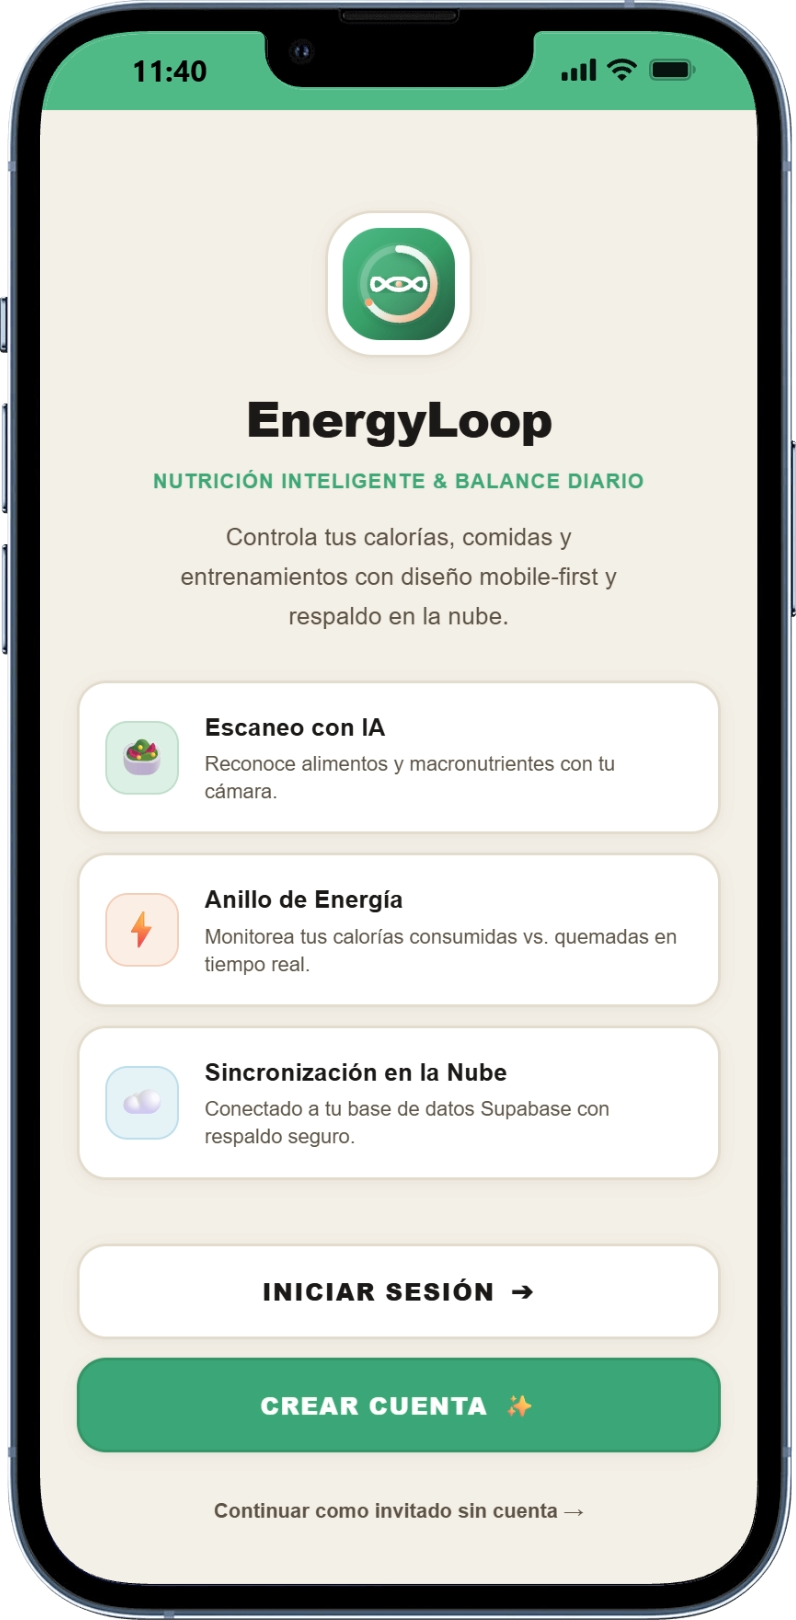 11:40
EnergyLoop
NUTRICIÓN INTELIGENTE & BALANCE DIARIO
Controla tus calorías, comidas y
entrenamientos con diseño mobile-first y
respaldo en la nube.
Escaneo con IA
Reconoce alimentos y macronutrientes con tu
cámara.
Anillo de Energía
Monitorea tus calorías consumidas vs. quemadas en
tiempo real.
Sincronización en la Nube
Conectado a tu base de datos Supabase con
respaldo seguro.
INICIAR SESIÓN ➔
CREAR CUENTA ✨
Continuar como invitado sin cuenta →